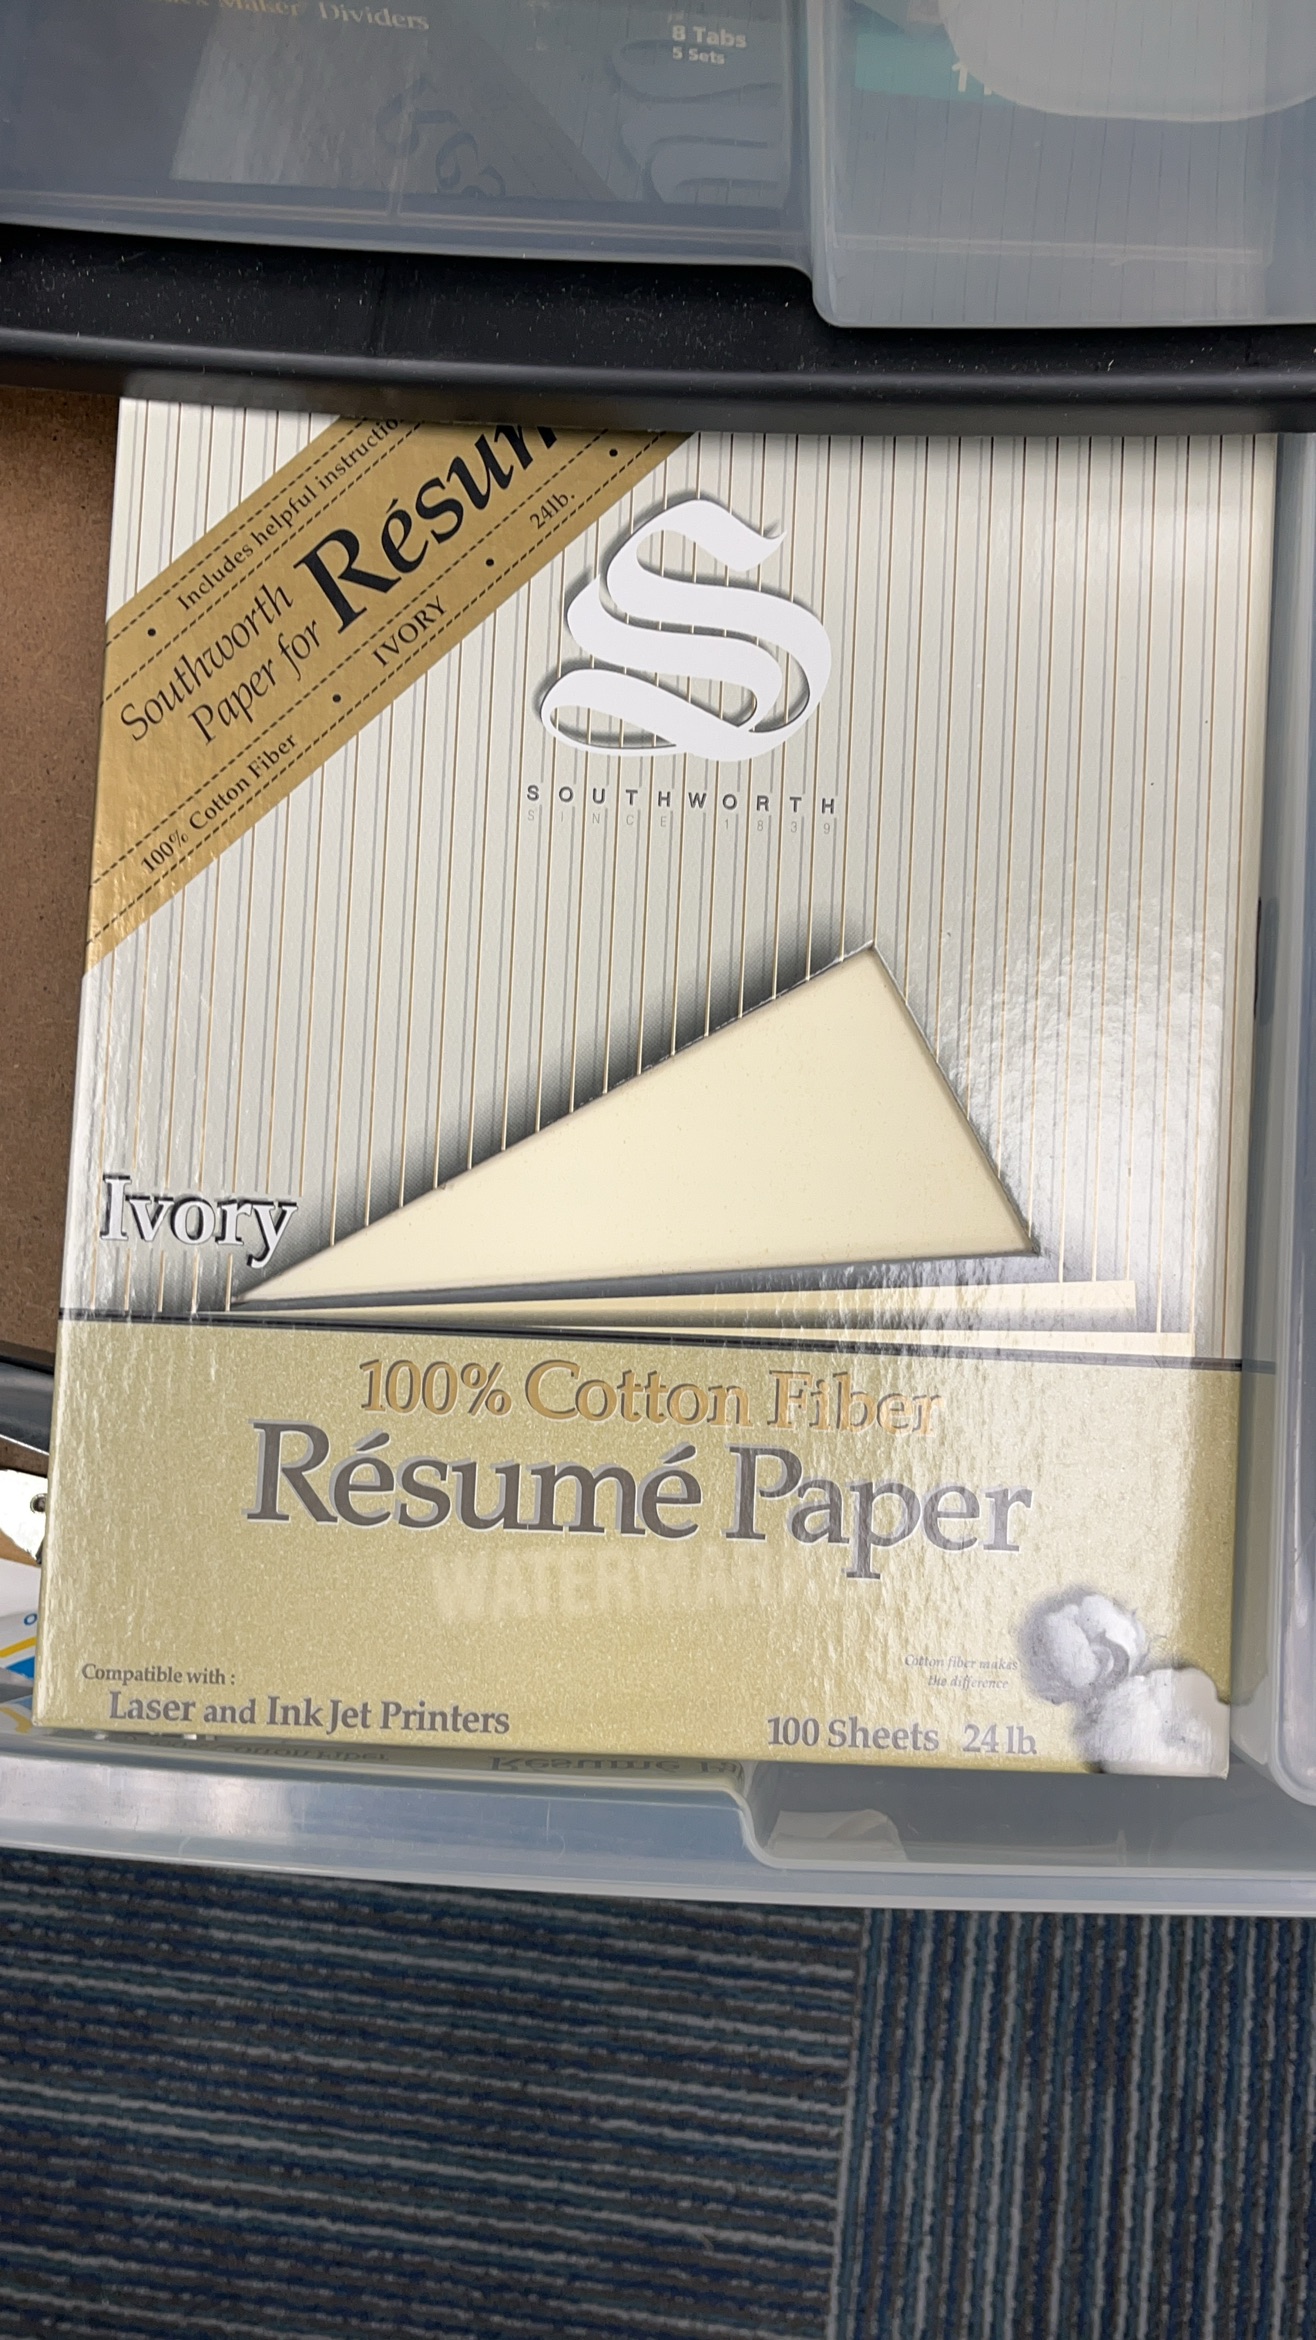 Maker Dividers
8 Tabs
5 Sets
Includes helpful
Southworth
Paper for
100% Cotton Fiber • IVORY • 24lb. •
S
SOUTHWORTH
SINCE 1839
Ivory
100% Cotton Fiber
Résumé Paper
Cotton fiber makes
the difference
Compatible with :
Laser and Ink Jet Printers
100 Sheets 24 lb.